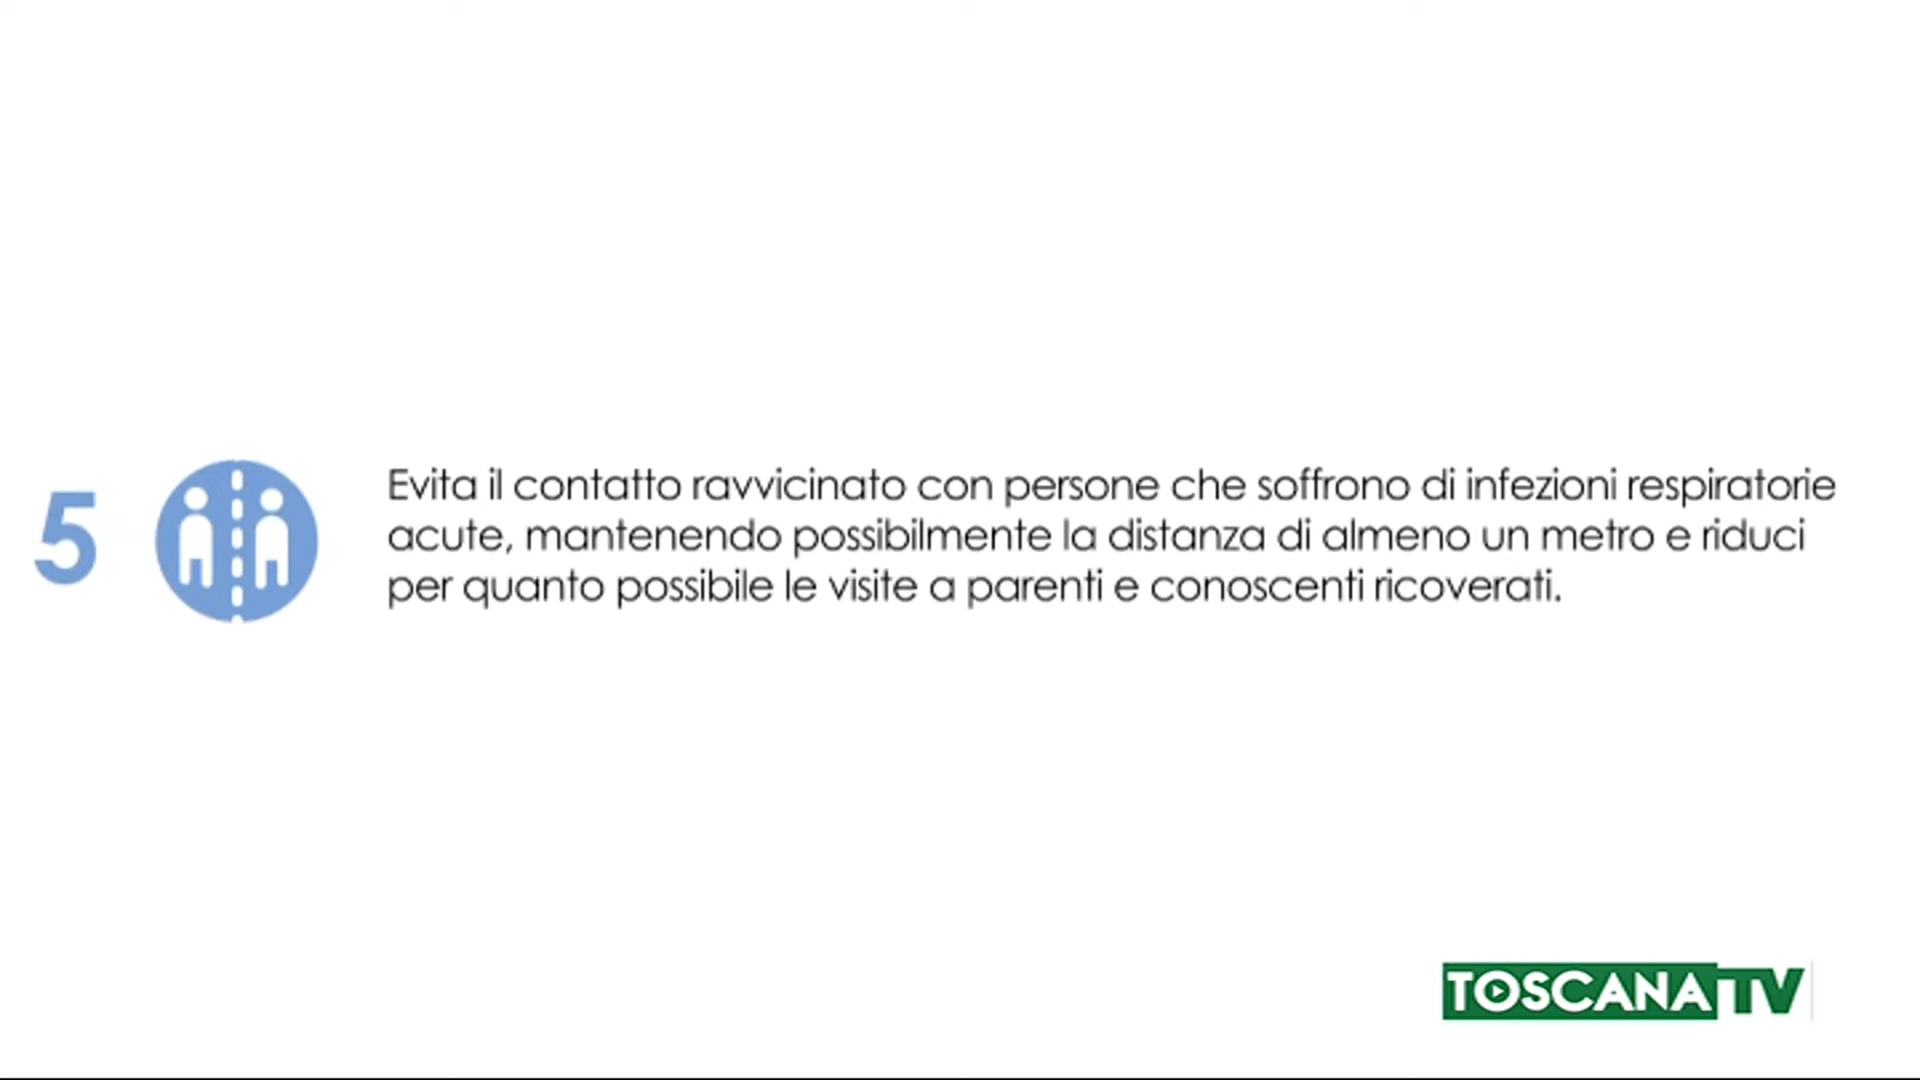 5
Evita il contatto ravvicinato con persone che soffrono di infezioni respiratorie
acute, mantenendo possibilmente la distanza di almeno un metro e riduci
per quanto possibile le visite a parenti e conoscenti ricoverati.
TOSCANA TV